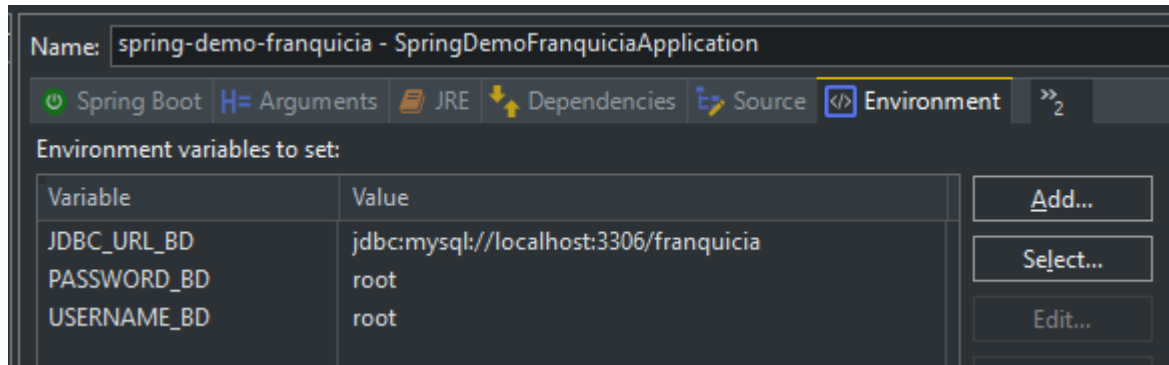 Name: spring-demo-franquicia - SpringDemoFranquiciaApplication
Spring Boot Arguments JRE Dependencies Source Environment »2
Environment variables to set:
Variable Value
Add...
JDBC_URL_BD jdbc:mysql://localhost:3306/franquicia
Select...
PASSWORD_BD root
USERNAME_BD root
Edit...